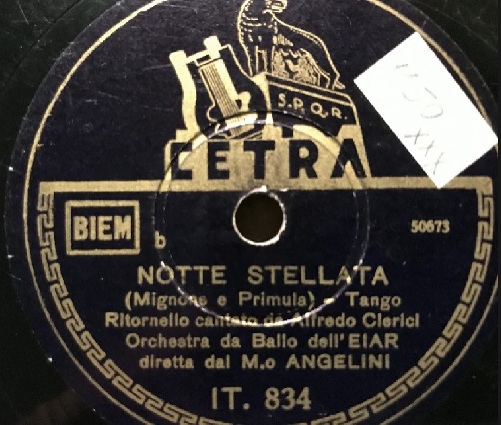 S.P.Q.R.
CETRA
BIEM
b
50673
NOTTE STELLATA
(Mignone e Primula) - Tango
Ritornello cantato da Alfredo Clerici
Orchestra da Ballo dell'EIAR
diretta dal M.o ANGELINI
IT. 834
XXX